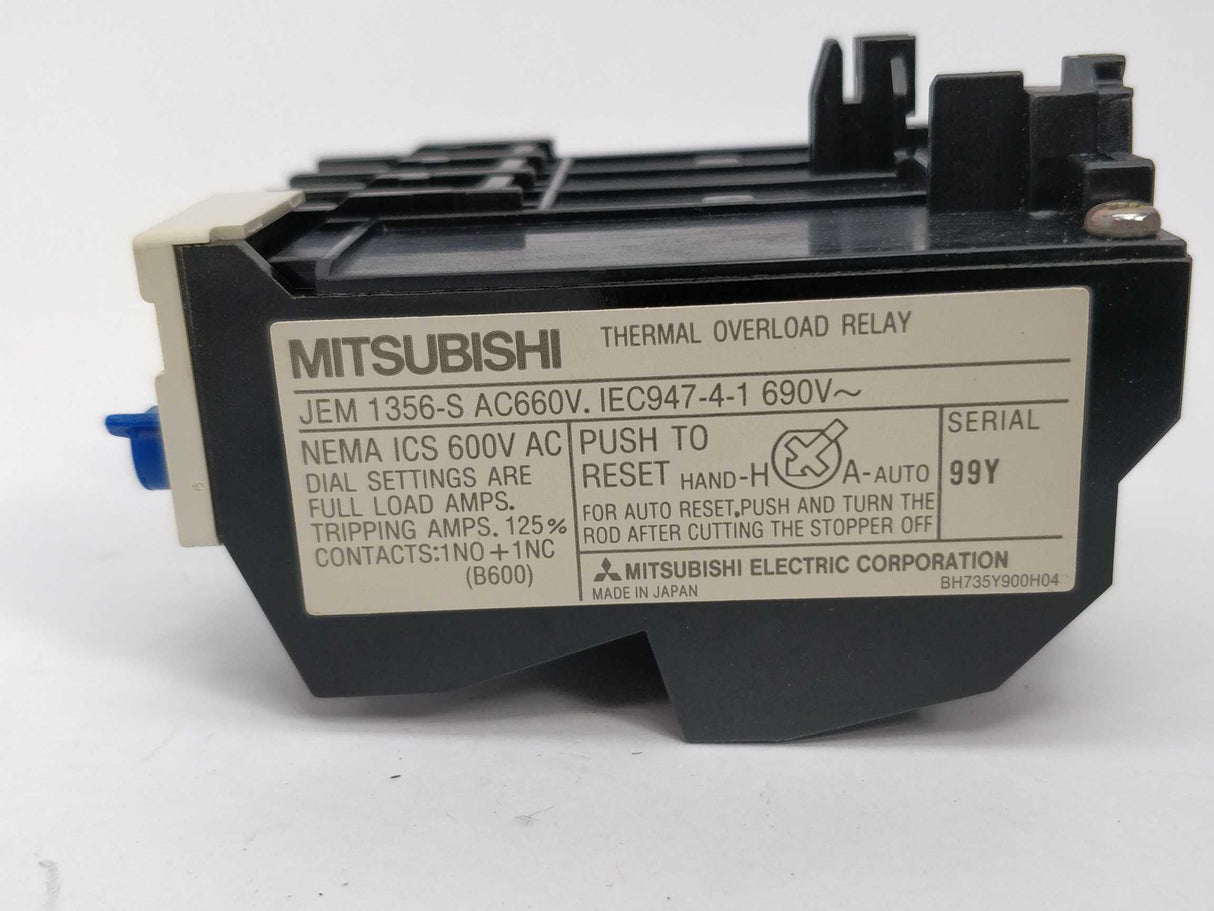 MITSUBISHI THERMAL OVERLOAD RELAY
JEM 1356-S AC660V. IEC947-4-1 690V~
NEMA ICS 600V AC
DIAL SETTINGS ARE
FULL LOAD AMPS.
TRIPPING AMPS. 125%
CONTACTS:1NO+1NC
(B600)
PUSH TO
RESET HAND-H A-AUTO
FOR AUTO RESET,PUSH AND TURN THE
ROD AFTER CUTTING THE STOPPER OFF
SERIAL
99Y
MITSUBISHI ELECTRIC CORPORATION
MADE IN JAPAN BH735Y900H04